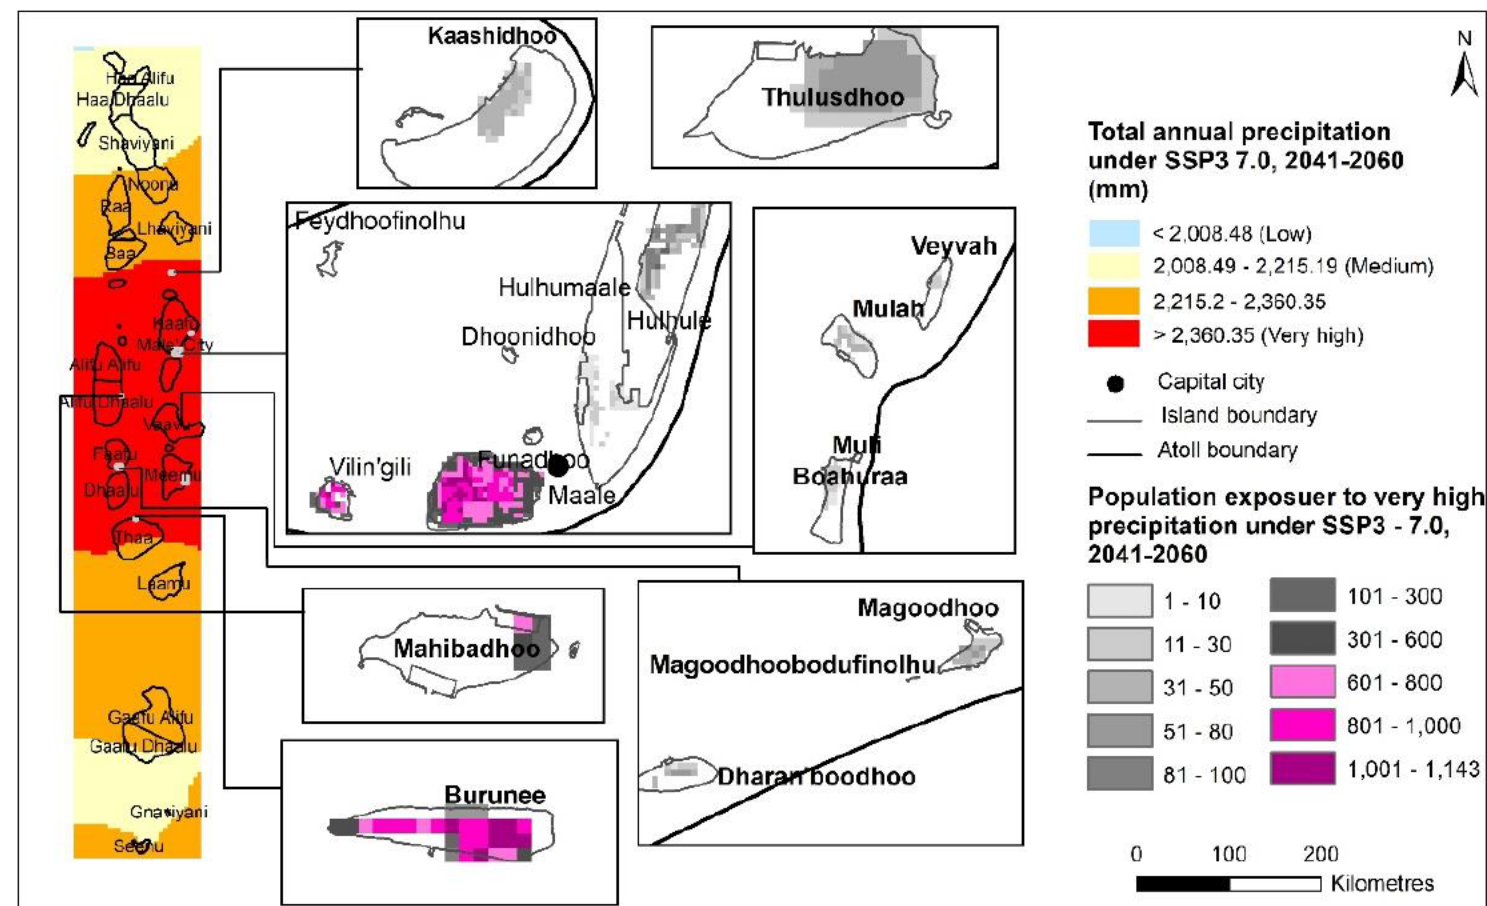 Kaashidhoo
Thulusdhoo
N
Haa Alifu
Haa Dhaalu
Shaviyani
Noonu
Raa
Lhaviyani
Baa
Kaafu
Male' City
Alifu Alifu
Alifu Dhaalu
Vaavu
Faafu
Meemu
Dhaalu
Thaa
Laamu
Gaafu Alifu
Gaafu Dhaalu
Gnaviyani
Seenu
Feydhoofinolhu
Hulhumaale
Hulhule
Dhoonidhoo
Vilin'gili
Funadhoo
Maale
Veyvah
Mulah
Muli
Boahuraa
Mahibadhoo
Magoodhoo
Magoodhoobodufinolhu
Dharan'boodhoo
Burunee
Total annual precipitation
under SSP3 7.0, 2041-2060
(mm)
< 2,008.48 (Low)
2,008.49 - 2,215.19 (Medium)
2,215.2 - 2,360.35
> 2,360.35 (Very high)
Capital city
Island boundary
Atoll boundary
Population exposuer to very high
precipitation under SSP3 - 7.0,
2041-2060
1 - 10
11 - 30
31 - 50
51 - 80
81 - 100
101 - 300
301 - 600
601 - 800
801 - 1,000
1,001 - 1,143
0 100 200
Kilometres